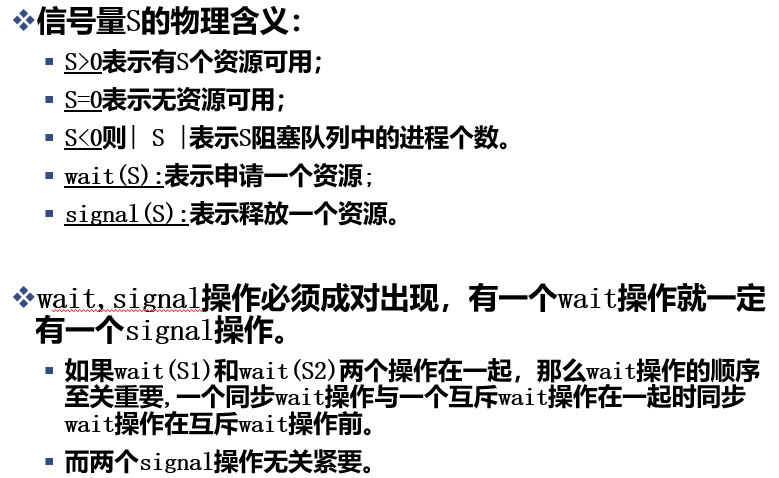 信号量S的物理含义：
S>0表示有S个资源可用；
S=0表示无资源可用；
S<0则| S |表示S阻塞队列中的进程个数。
wait(S):表示申请一个资源;
signal(S):表示释放一个资源。
wait,signal操作必须成对出现，有一个wait操作就一定
有一个signal操作。
如果wait(S1)和wait(S2)两个操作在一起，那么wait操作的顺序
至关重要,一个同步wait操作与一个互斥wait操作在一起时同步
wait操作在互斥wait操作前。
而两个signal操作无关紧要。